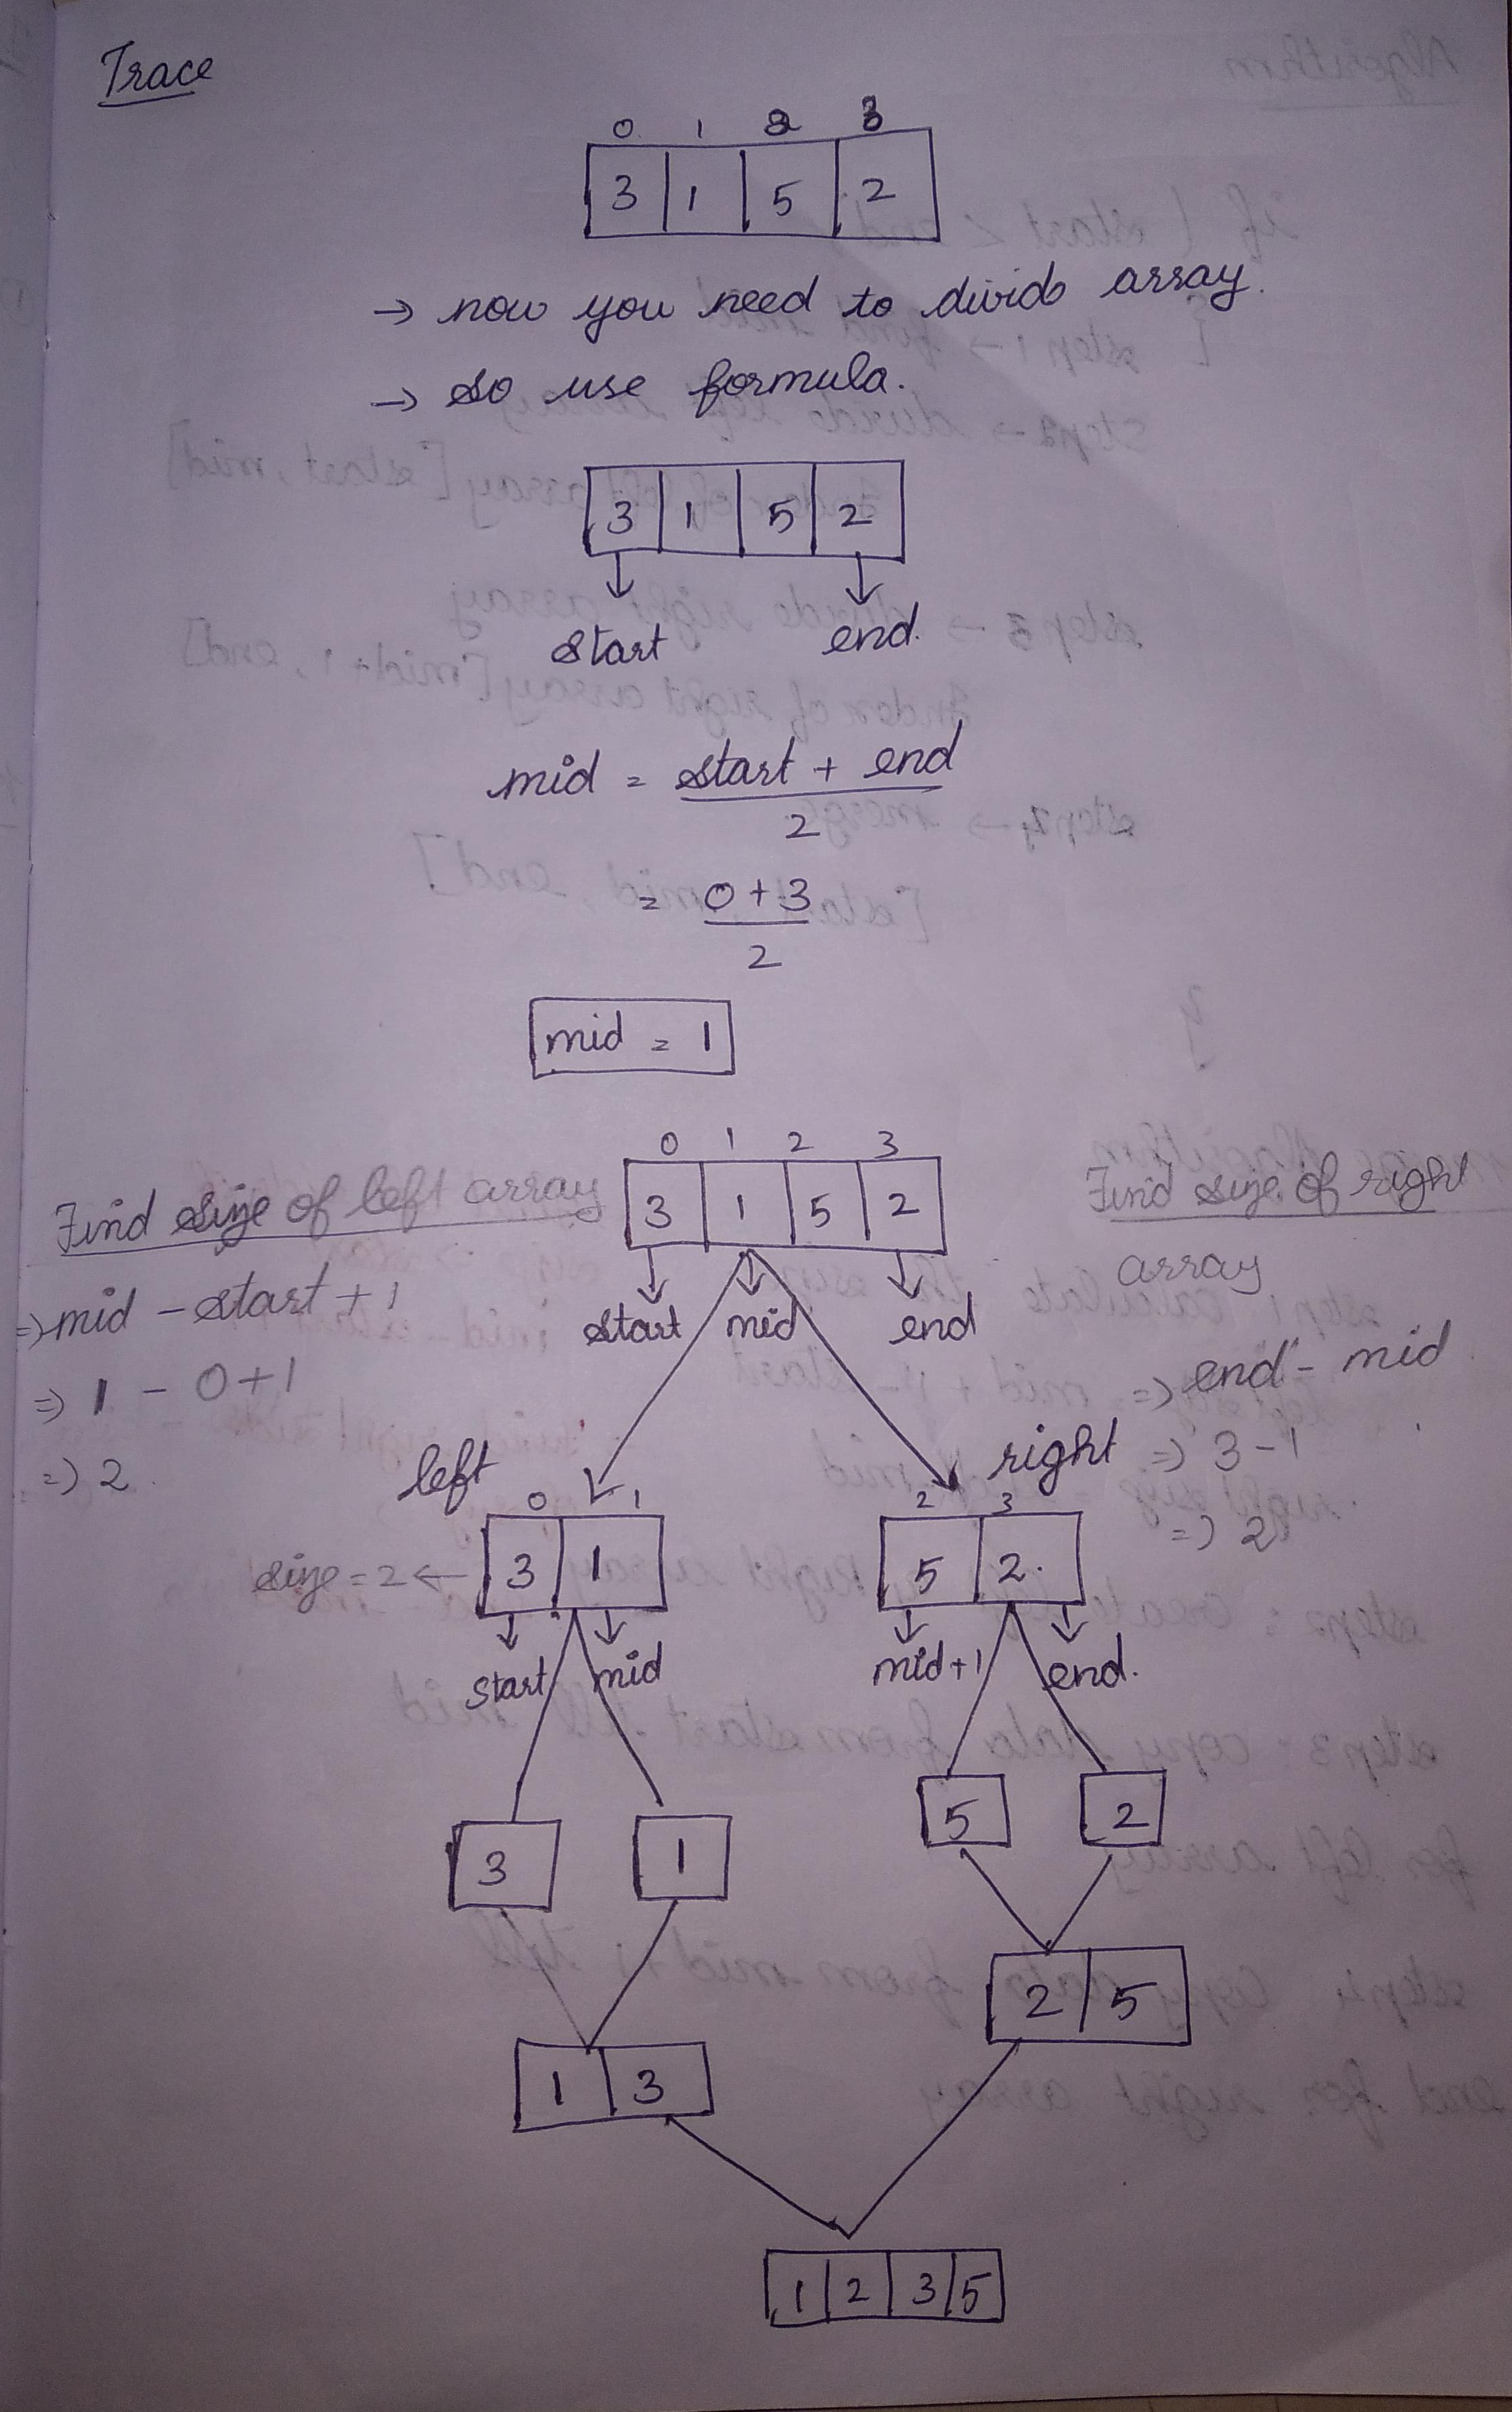 Trace
0 1 2 3
3 1 5 2
→ now you need to divide array.
→ so use formula.
3 1 5 2
start end.
mid = start + end
2
= 0 + 3
2
mid = 1
0 1 2 3
3 1 5 2
start mid end
Find size of left array
⇒ mid - start + 1
⇒ 1 - 0 + 1
⇒ 2
Find size of right
array
⇒ end - mid
⇒ 3 - 1
⇒ 2
left
0 1
size = 2 ← 3 1
start mid
right
2 3
5 2
mid+1 end.
3 1
5 2
2 5
1 3
1 2 3 5